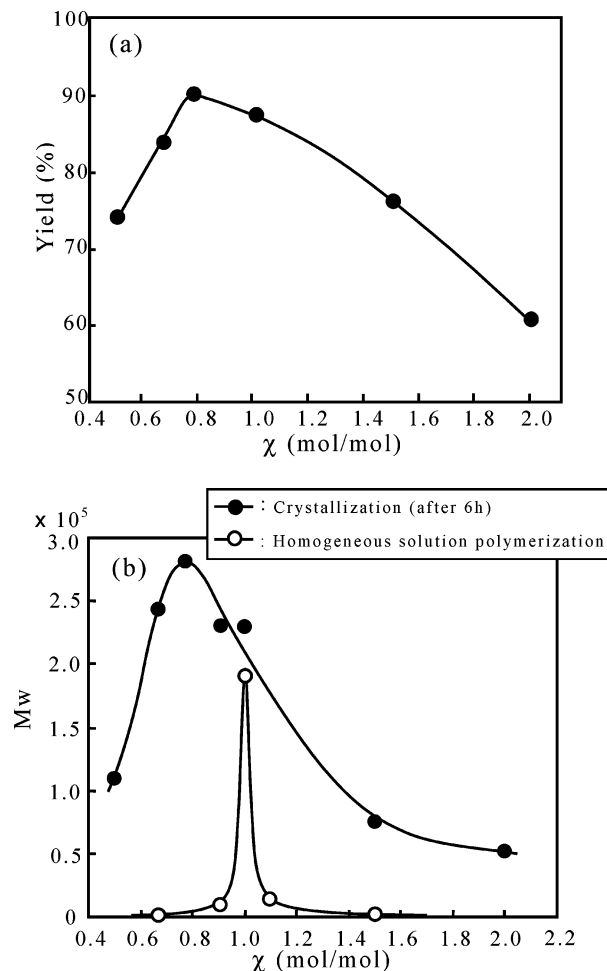 100
(a)
90
80
70
60
50
Yield (%)
0.4 0.6 0.8 1.0 1.2 1.4 1.6 1.8 2.0
χ (mol/mol)
: Crystallization (after 6h)
: Homogeneous solution polymerization
x 10⁵
3.0
(b)
2.5
2.0
1.5
1.0
0.5
0
Mw
0.4 0.6 0.8 1.0 1.2 1.4 1.6 1.8 2.0 2.2
χ (mol/mol)